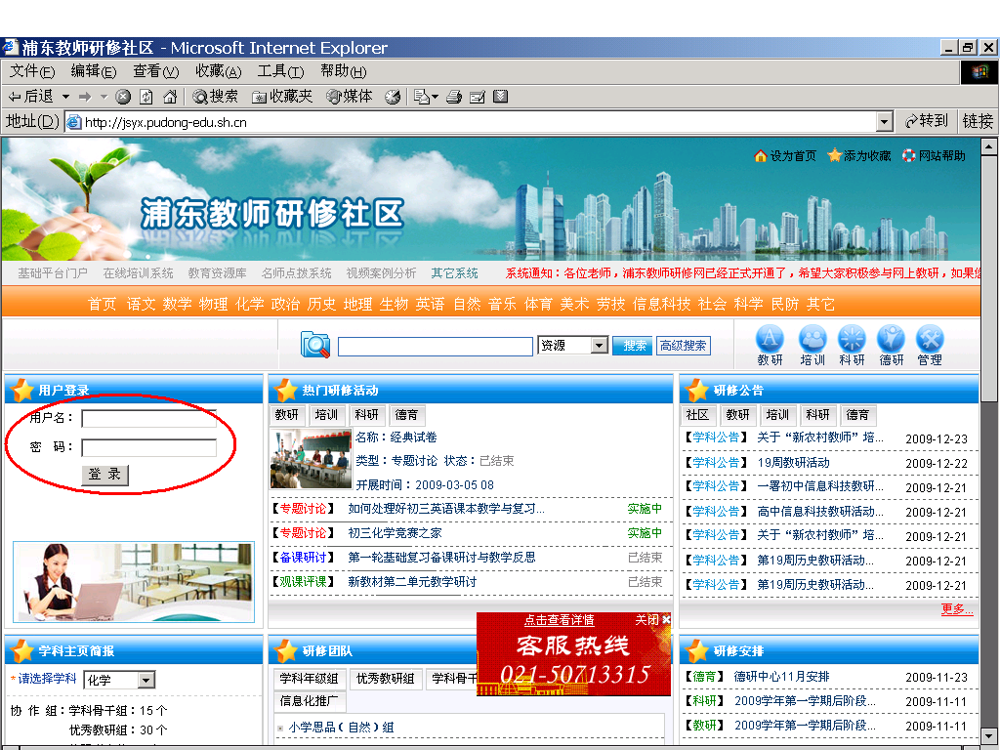 浦东教师研修社区 - Microsoft Internet Explorer
文件(F) 编辑(E) 查看(V) 收藏(A) 工具(T) 帮助(H)
后退 搜索 收藏夹 媒体
地址(D) http://jsyx.pudong-edu.sh.cn 转到 链接
设为首页 添为收藏 网站帮助
浦东教师研修社区
基础平台门户 在线培训系统 教育资源库 名师点拨系统 视频案例分析 其它系统 系统通知：各位老师，浦东教师研修网已经正式开通了，希望大家积极参与网上教研，如果您
首页 语文 数学 物理 化学 政治 历史 地理 生物 英语 自然 音乐 体育 美术 劳技 信息科技 社会 科学 民防 其它
资源 搜索 高级搜索
教研 培训 科研 德研 管理
用户登录
用户名：
密 码：
登 录
热门研修活动
教研 培训 科研 德育
名称：经典试卷
类型：专题讨论 状态：已结束
开展时间：2009-03-05 08
【专题讨论】 如何处理好初三英语课本教学与复习... 实施中
【专题讨论】 初三化学竞赛之家 实施中
【备课研讨】 第一轮基础复习备课研讨与教学反思 已结束
【观课评课】 新教材第二单元教学研讨 已结束
研修公告
社区 教研 培训 科研 德育
【学科公告】 关于“新农村教师”培... 2009-12-23
【学科公告】 19周教研活动 2009-12-22
【学科公告】 一署初中信息科技教研... 2009-12-21
【学科公告】 高中信息科技教研活动... 2009-12-21
【学科公告】 关于“新农村教师”培... 2009-12-21
【学科公告】 第19周历史教研活动... 2009-12-21
【学科公告】 第19周历史教研活动... 2009-12-21
更多...
点击查看详情 关闭
客服热线
021-50713315
学科主页简报
*请选择学科 化学
协 作 组：学科骨干组：15 个
优秀教研组：30 个
研修团队
学科年级组 优秀教研组 学科骨干
信息化推广
小学思品（自然）组
研修安排
【德育】 德研中心11月安排 2009-11-23
【科研】 2009学年第一学期后阶段... 2009-11-11
【教研】 2009学年第一学期后阶段... 2009-11-11